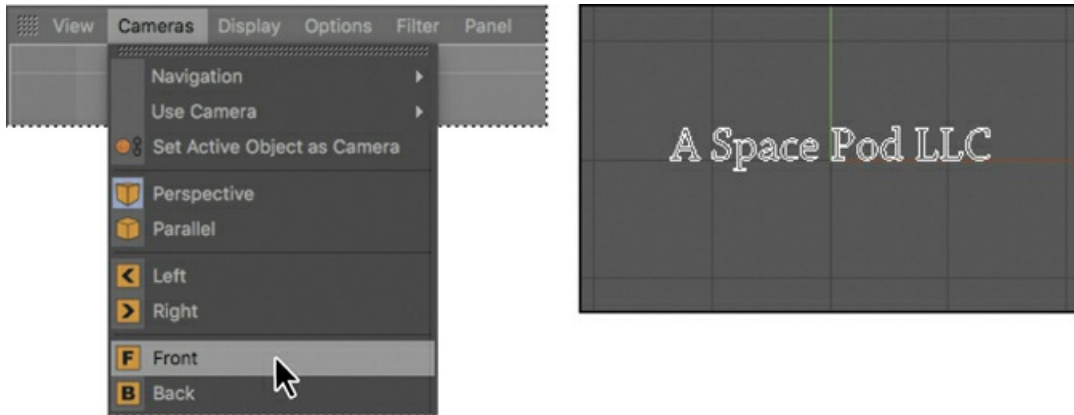 View Cameras Display Options Filter Panel
Navigation
Use Camera
Set Active Object as Camera
Perspective
Parallel
Left
Right
F Front
B Back
A Space Pod LLC